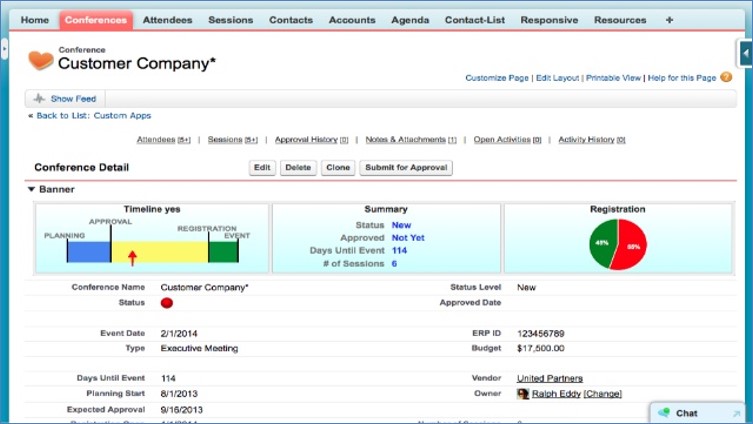 Home Conferences Attendees Sessions Contacts Accounts Agenda Contact-List Responsive Resources +
Conference
Customer Company*
Customize Page | Edit Layout | Printable View | Help for this Page ?
Show Feed
« Back to List: Custom Apps
Attendees [5+] | Sessions [5+] | Approval History [0] | Notes & Attachments [1] | Open Activities [0] | Activity History [0]
Conference Detail Edit Delete Clone Submit for Approval
Banner
Timeline yes
PLANNING APPROVAL REGISTRATION EVENT
Summary
Status New
Approved Not Yet
Days Until Event 114
# of Sessions 6
Registration
55%
Conference Name Customer Company* Status Level New
Status Approved Date
Event Date 2/1/2014 ERP ID 123456789
Type Executive Meeting Budget $17,500.00
Days Until Event 114 Vendor United Partners
Planning Start 8/1/2013 Owner Ralph Eddy [Change]
Expected Approval 9/16/2013
Chat